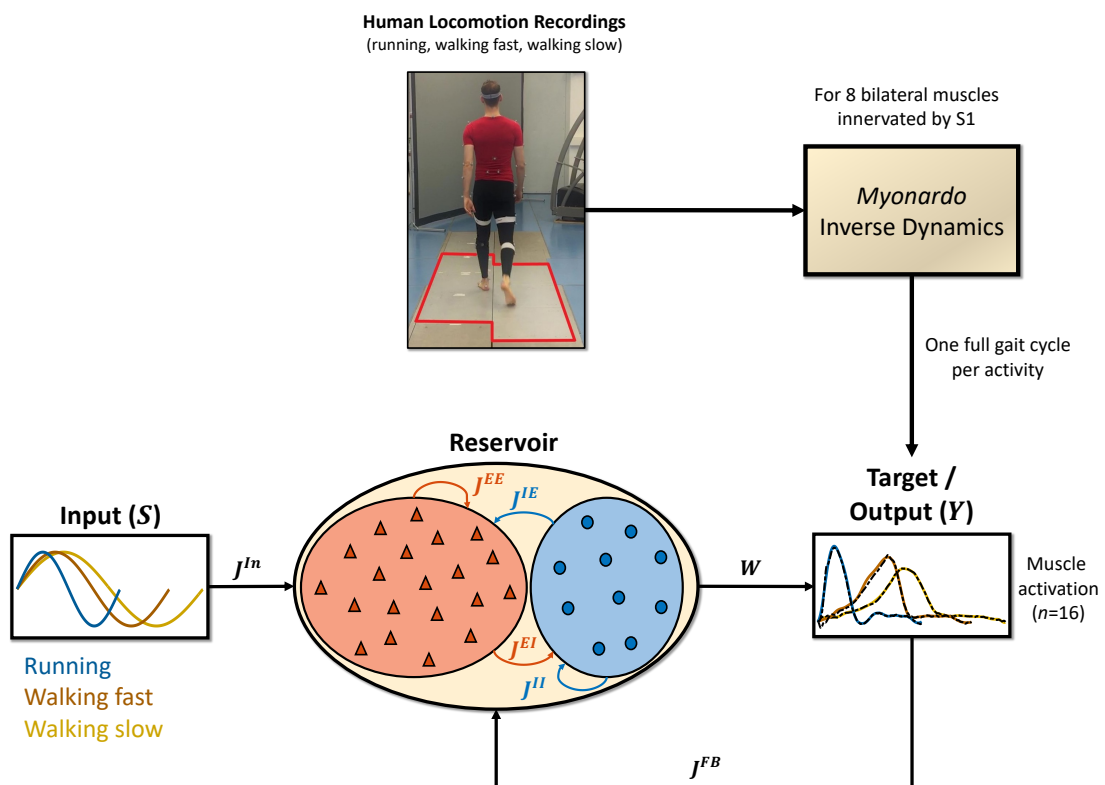 Human Locomotion Recordings
(running, walking fast, walking slow)
For 8 bilateral muscles
innervated by S1
Myonardo
Inverse Dynamics
One full gait cycle
per activity
Reservoir
Target /
Output (Y)
Input (S)
J^{EE}
J^{IE}
J^{In}
W
Muscle
activation
(n=16)
J^{EI}
J^{II}
Running
Walking fast
Walking slow
J^{FB}